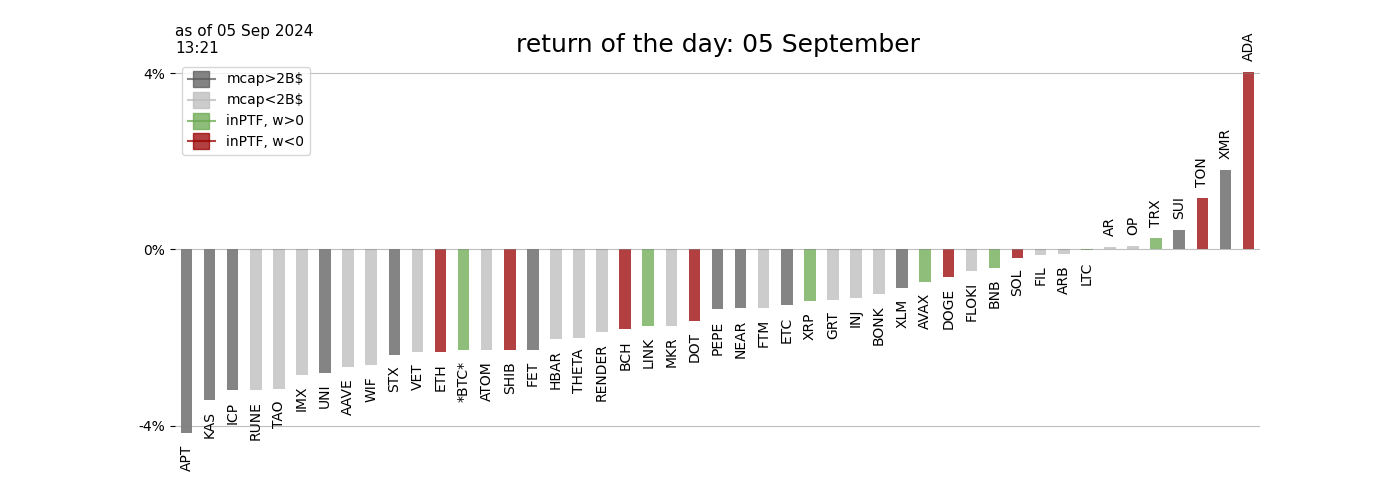 as of 05 Sep 2024
13:21
return of the day: 05 September
4%
0%
-4%
mcap>2B$
mcap<2B$
inPTF, w>0
inPTF, w<0
APT
KAS
ICP
RUNE
TAO
IMX
UNI
AAVE
WIF
STX
VET
ETH
*BTC*
ATOM
SHIB
FET
HBAR
THETA
RENDER
BCH
LINK
MKR
DOT
PEPE
NEAR
FTM
ETC
XRP
GRT
INJ
BONK
XLM
AVAX
DOGE
FLOKI
BNB
SOL
FIL
ARB
LTC
AR
OP
TRX
SUI
TON
XMR
ADA